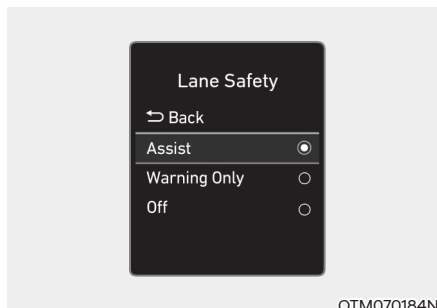 Lane Safety
Back
Assist
Warning Only
Off
OTM070184N